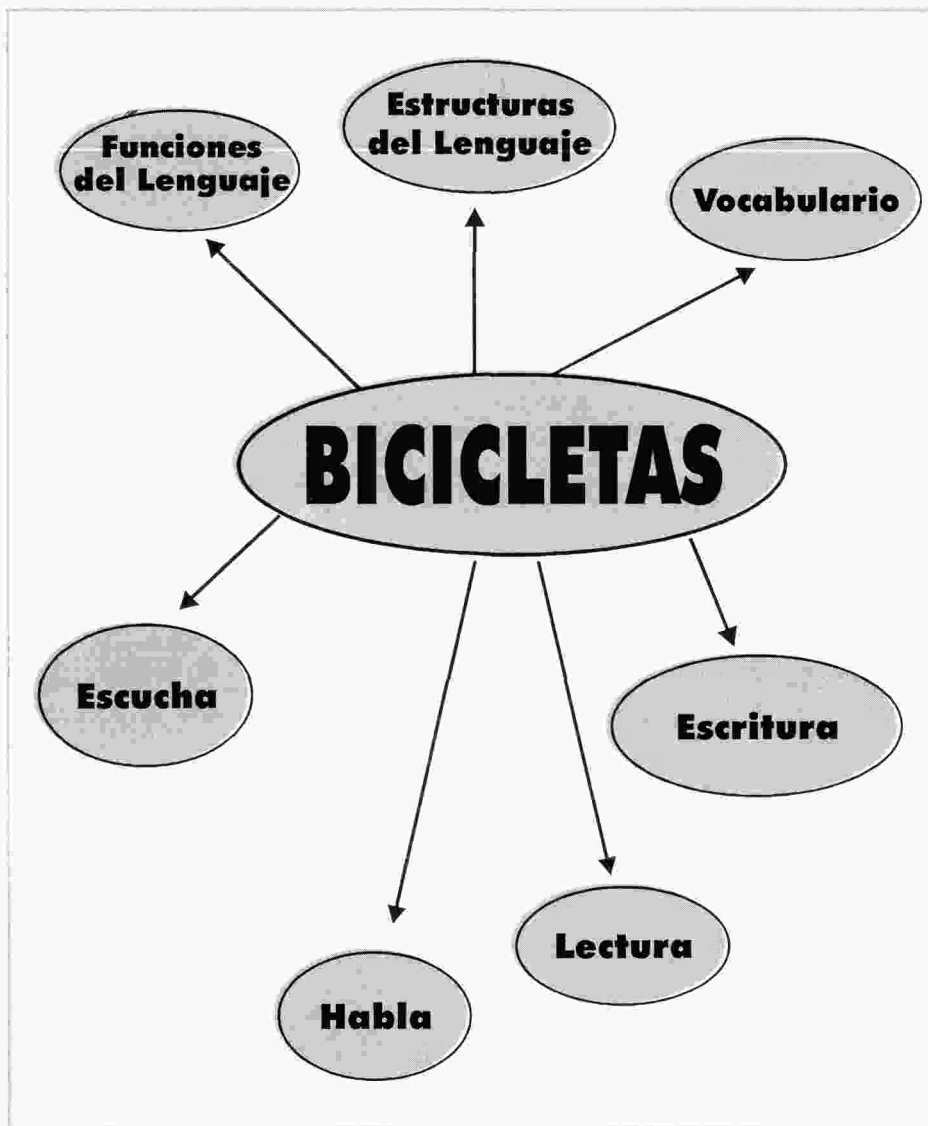 Funciones
del Lenguaje
Estructuras
del Lenguaje
Vocabulario
BICICLETAS
Escucha
Escritura
Habla
Lectura